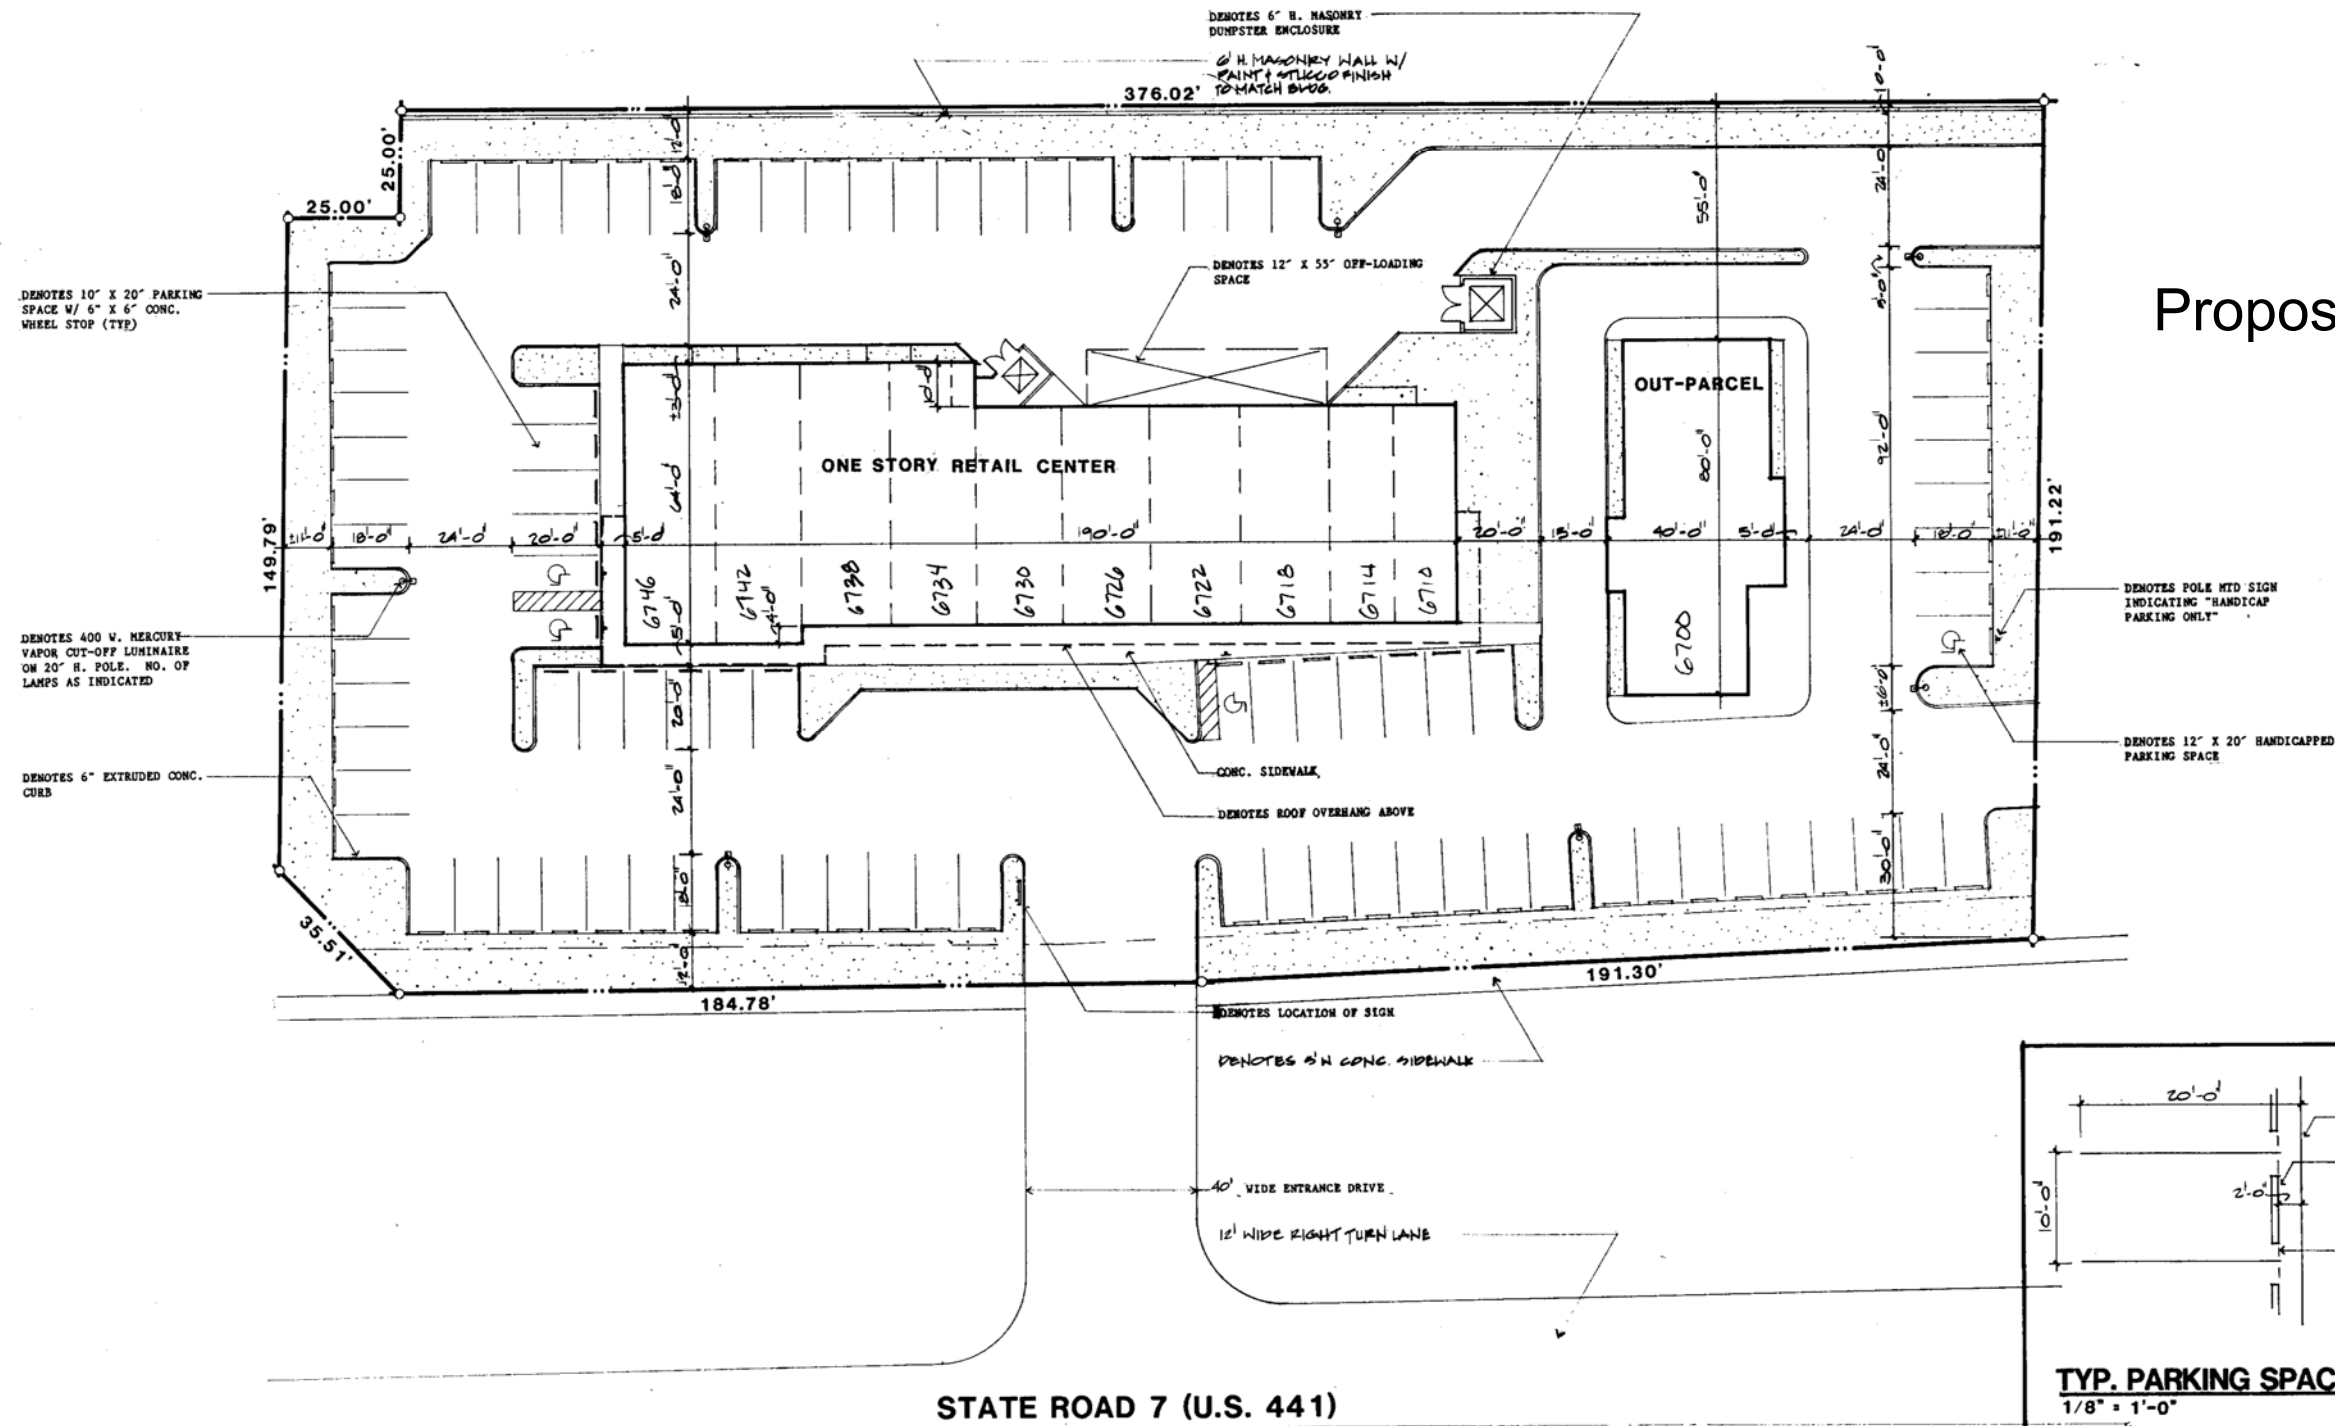 DENOTES 6' H. MASONRY
DUMPSTER ENCLOSURE
6' H. MASONRY WALL W/
PAINT & STUCCO FINISH
TO MATCH BLDG.
376.02'
1'-0"
25.00'
12'-0"
18'-0"
24'-0"
55'-0"
25.00'
DENOTES 12' X 55' OFF-LOADING
SPACE
DENOTES 10' X 20' PARKING
SPACE W/ 6" X 6' CONC.
WHEEL STOP (TYP)
24'-0"
5'-0"
Propos
±3'-0"
10'-0"
OUT-PARCEL
ONE STORY RETAIL CENTER
64'-0"
80'-0"
92'-0"
149.79'
±11'-0"
18'-0"
24'-0"
20'-0"
5'-0"
190'-0"
20'-0"
15'-0"
40'-0"
5'-0"
24'-0"
18'-0"
±11'-0"
191.22'
6746
6742
6738
6734
6730
6726
6722
6718
6714
6710
6700
4'-0"
5'-0"
DENOTES POLE MTD SIGN
INDICATING "HANDICAP
PARKING ONLY"
DENOTES 400 W. MERCURY
VAPOR CUT-OFF LUMINAIRE
ON 20' H. POLE. NO. OF
LAMPS AS INDICATED
20'-0"
±6'-0"
DENOTES 12' X 20' HANDICAPPED
PARKING SPACE
DENOTES 6" EXTRUDED CONC.
CURB
24'-0"
CONC. SIDEWALK
24'-0"
DENOTES ROOF OVERHANG ABOVE
18'-0"
30'-0"
35.51'
12'-0"
184.78'
191.30'
DENOTES LOCATION OF SIGN
DENOTES 5' W CONC. SIDEWALK
40' WIDE ENTRANCE DRIVE
12' WIDE RIGHT TURN LANE
20'-0"
10'-0"
2'-0"
TYP. PARKING SPAC
1/8" = 1'-0"
STATE ROAD 7 (U.S. 441)